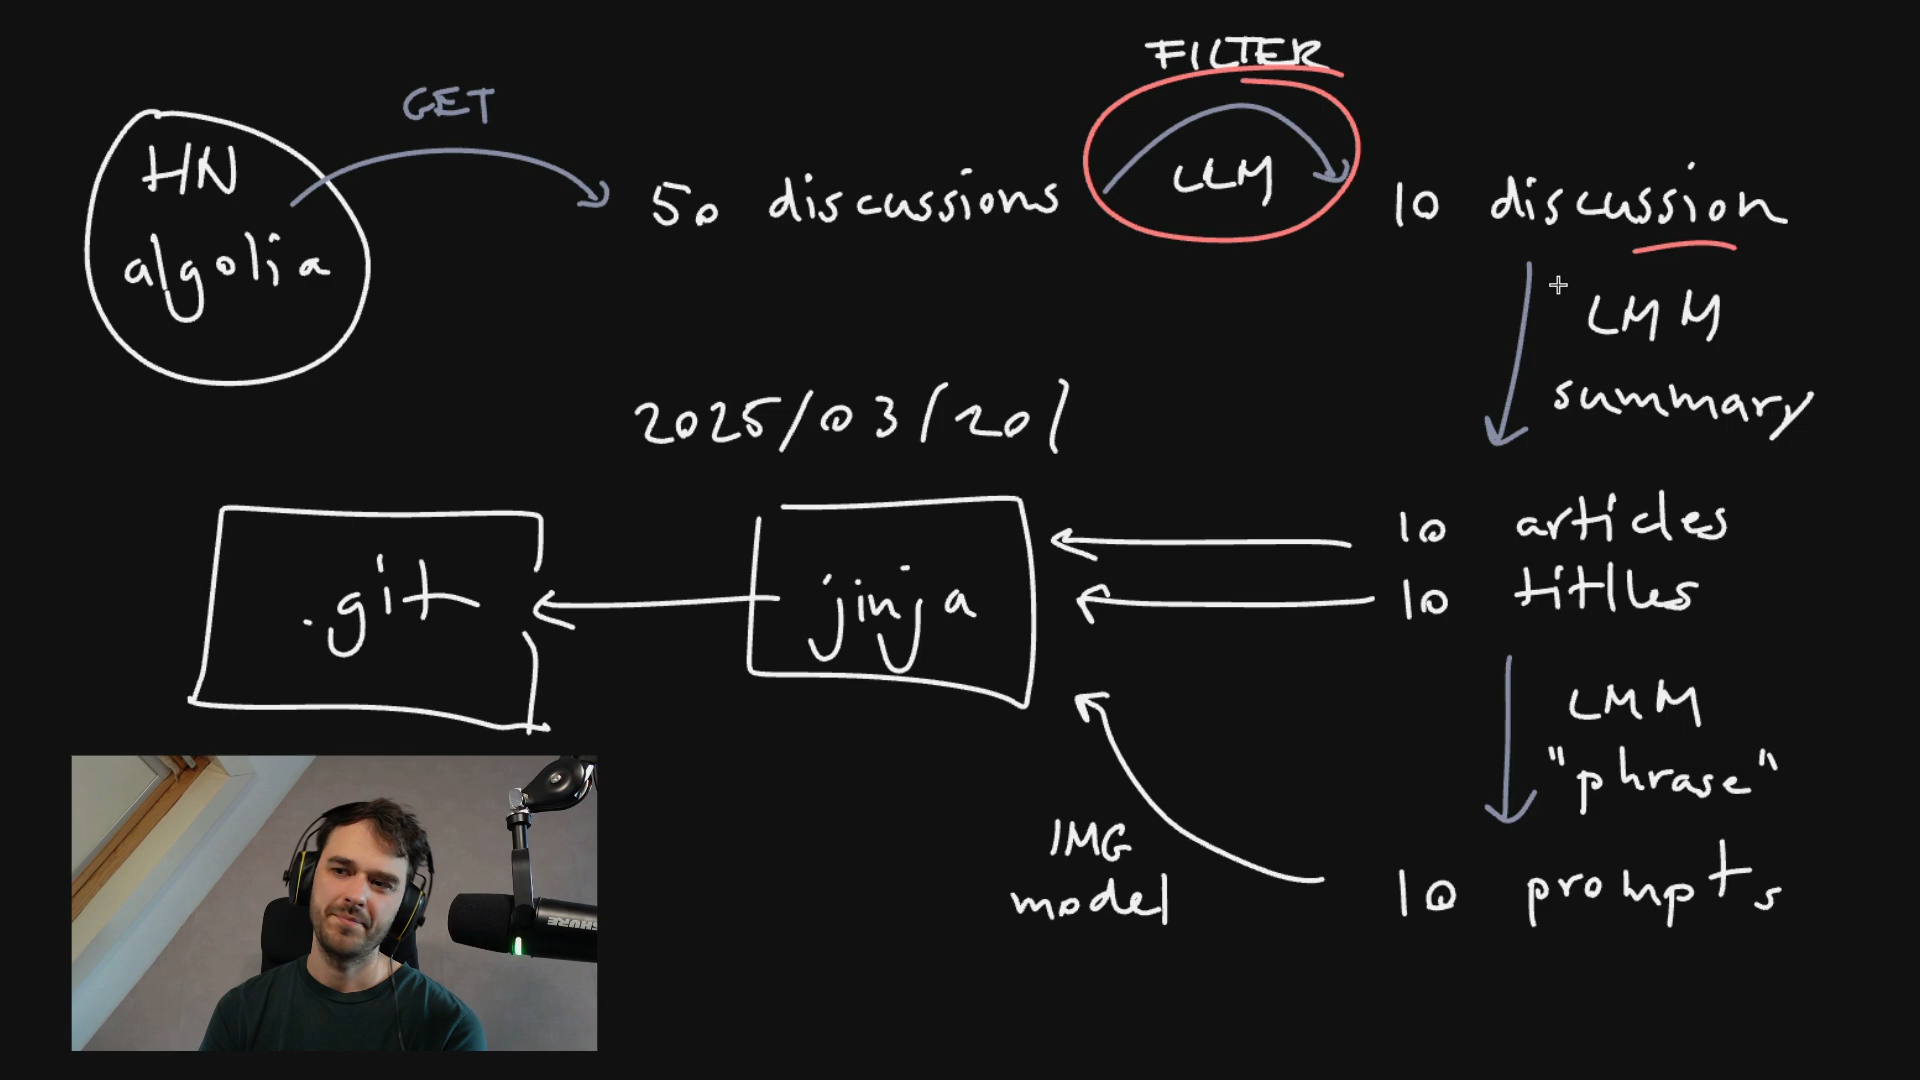 FILTER
GET
HN
algolia
50 discussions
LLM
10 discussion
LMM
summary
2025/03/20/
10 articles
10 titlles
.git
jinja
LMM
"phrase"
IMG
model
10 prompts
SHURE